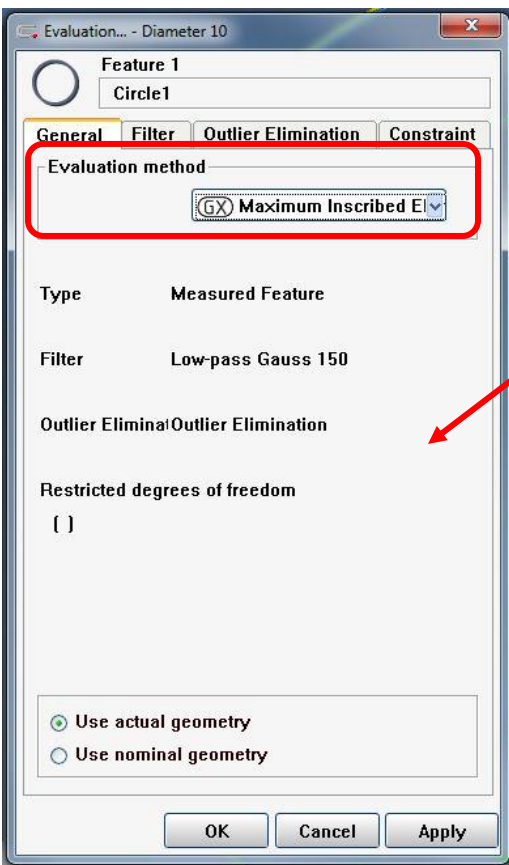 Evaluation... - Diameter 10
Feature 1
Circle1
General Filter Outlier Elimination Constraint
Evaluation method
GX Maximum Inscribed El
Type Measured Feature
Filter Low-pass Gauss 150
Outlier Elimina Outlier Elimination
Restricted degrees of freedom
( )
Use actual geometry
Use nominal geometry
OK Cancel Apply